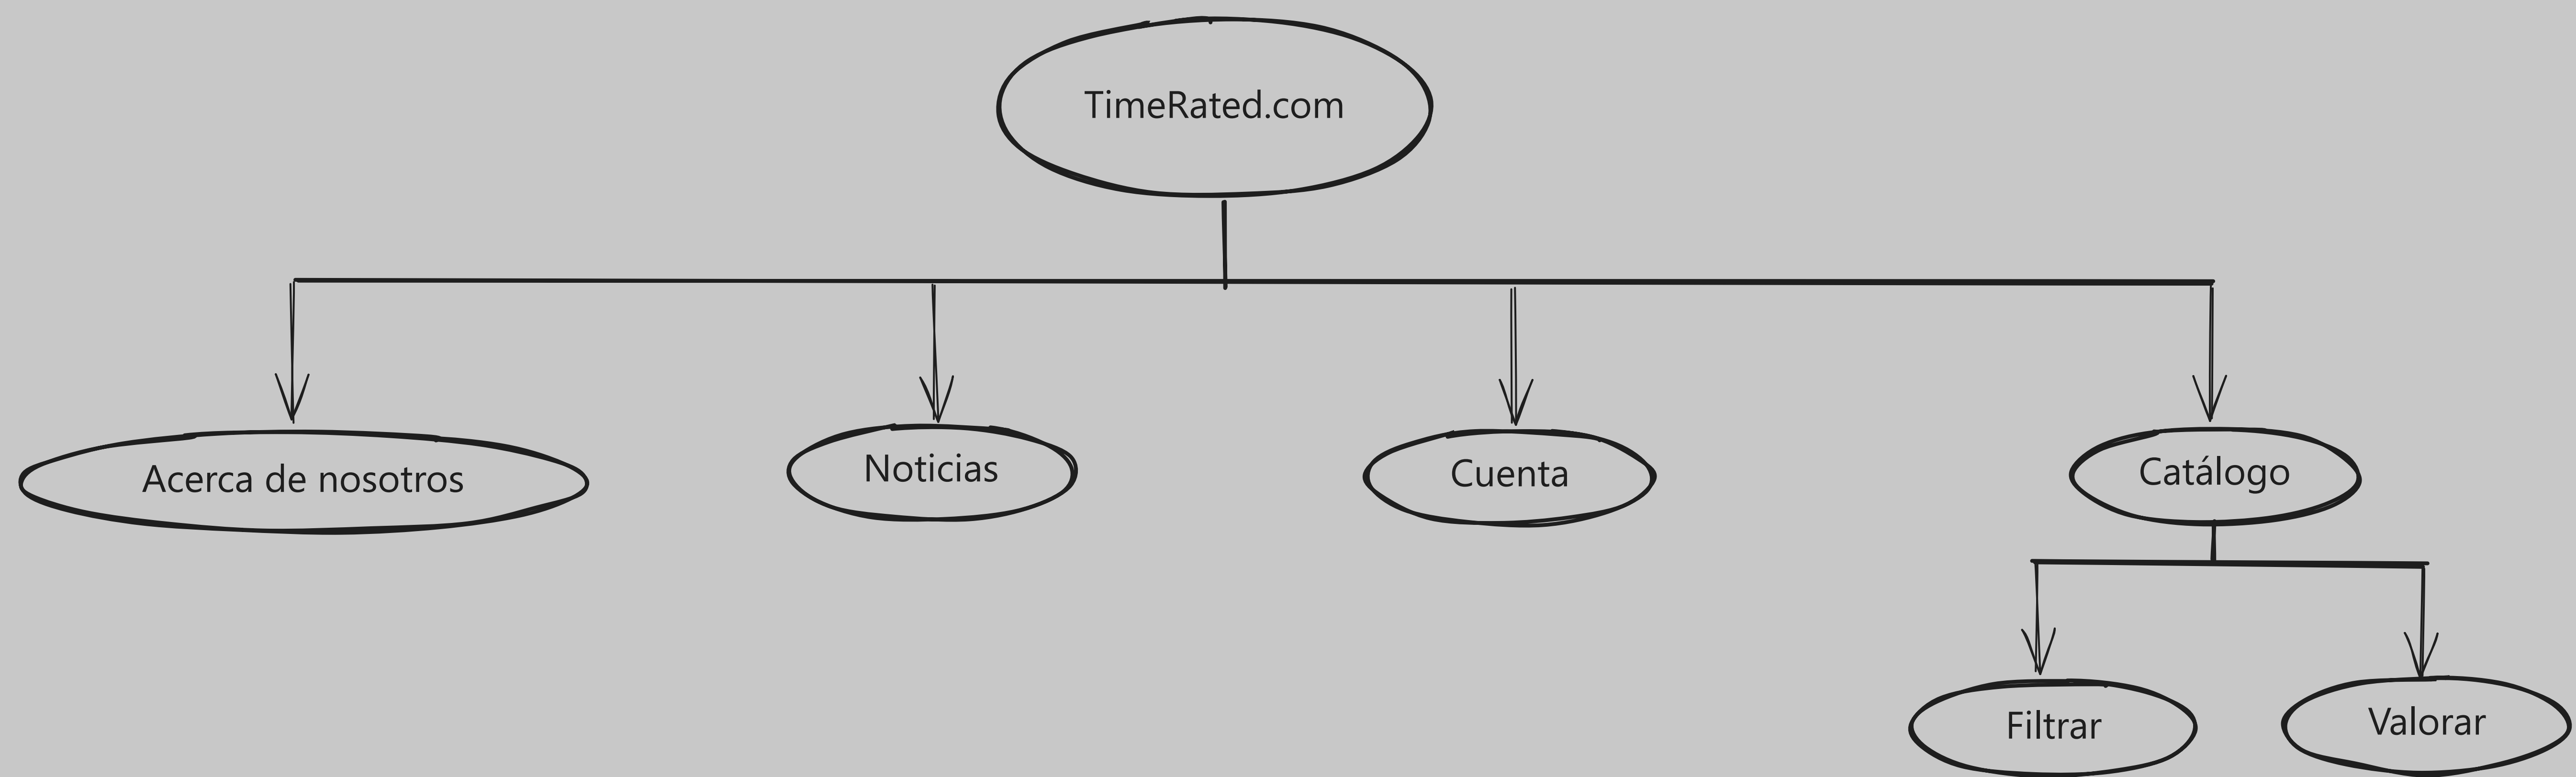 TimeRated.com
Acerca de nosotros
Noticias
Cuenta
Catálogo
Filtrar
Valorar